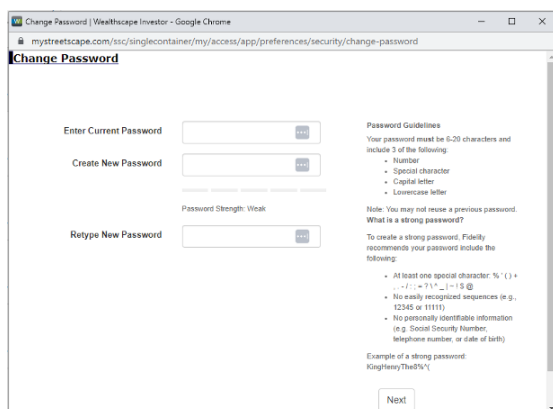 Change Password | Wealthscape Investor - Google Chrome
mystreetscape.com/ssc/singlecontainer/my/access/app/preferences/security/change-password
Change Password
Enter Current Password
Create New Password
Password Strength: Weak
Retype New Password
Password Guidelines
Your password must be 6-20 characters and
include 3 of the following:
• Number
• Special character
• Capital letter
• Lowercase letter
Note: You may not reuse a previous password.
What is a strong password?
To create a strong password, Fidelity
recommends your password include the
following:
• At least one special character: % ' ( ) +
, . - / : ; = ? \ ^ _ | ~ ! $ @
• No easily recognized sequences (e.g.,
12345 or 11111)
• No personally identifiable information
(e.g. Social Security Number,
telephone number, or date of birth)
Example of a strong password:
KingHenryThe8%^(
Next